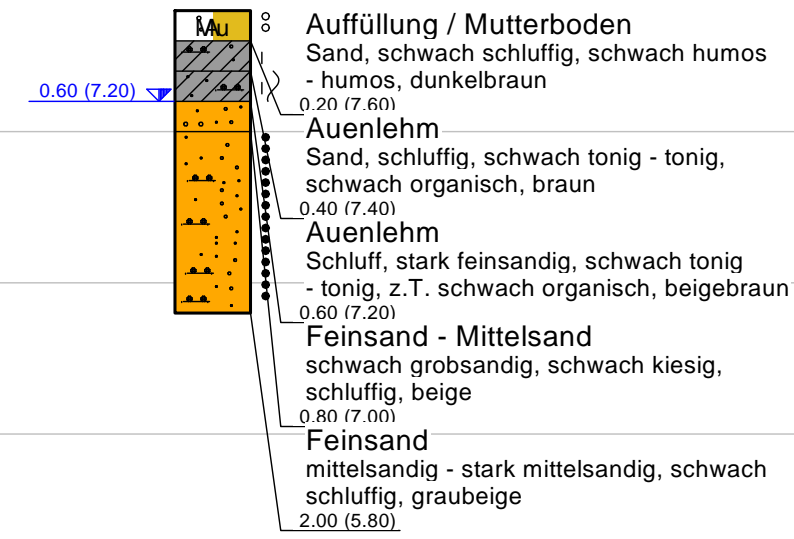 Mu
Auffüllung / Mutterboden
Sand, schwach schluffig, schwach humos
- humos, dunkelbraun
0.20 (7.60)
0.60 (7.20)
Auenlehm
Sand, schluffig, schwach tonig - tonig,
schwach organisch, braun
0.40 (7.40)
Auenlehm
Schluff, stark feinsandig, schwach tonig
- tonig, z.T. schwach organisch, beigebraun
0.60 (7.20)
Feinsand - Mittelsand
schwach grobsandig, schwach kiesig,
schluffig, beige
0.80 (7.00)
Feinsand
mittelsandig - stark mittelsandig, schwach
schluffig, graubeige
2.00 (5.80)